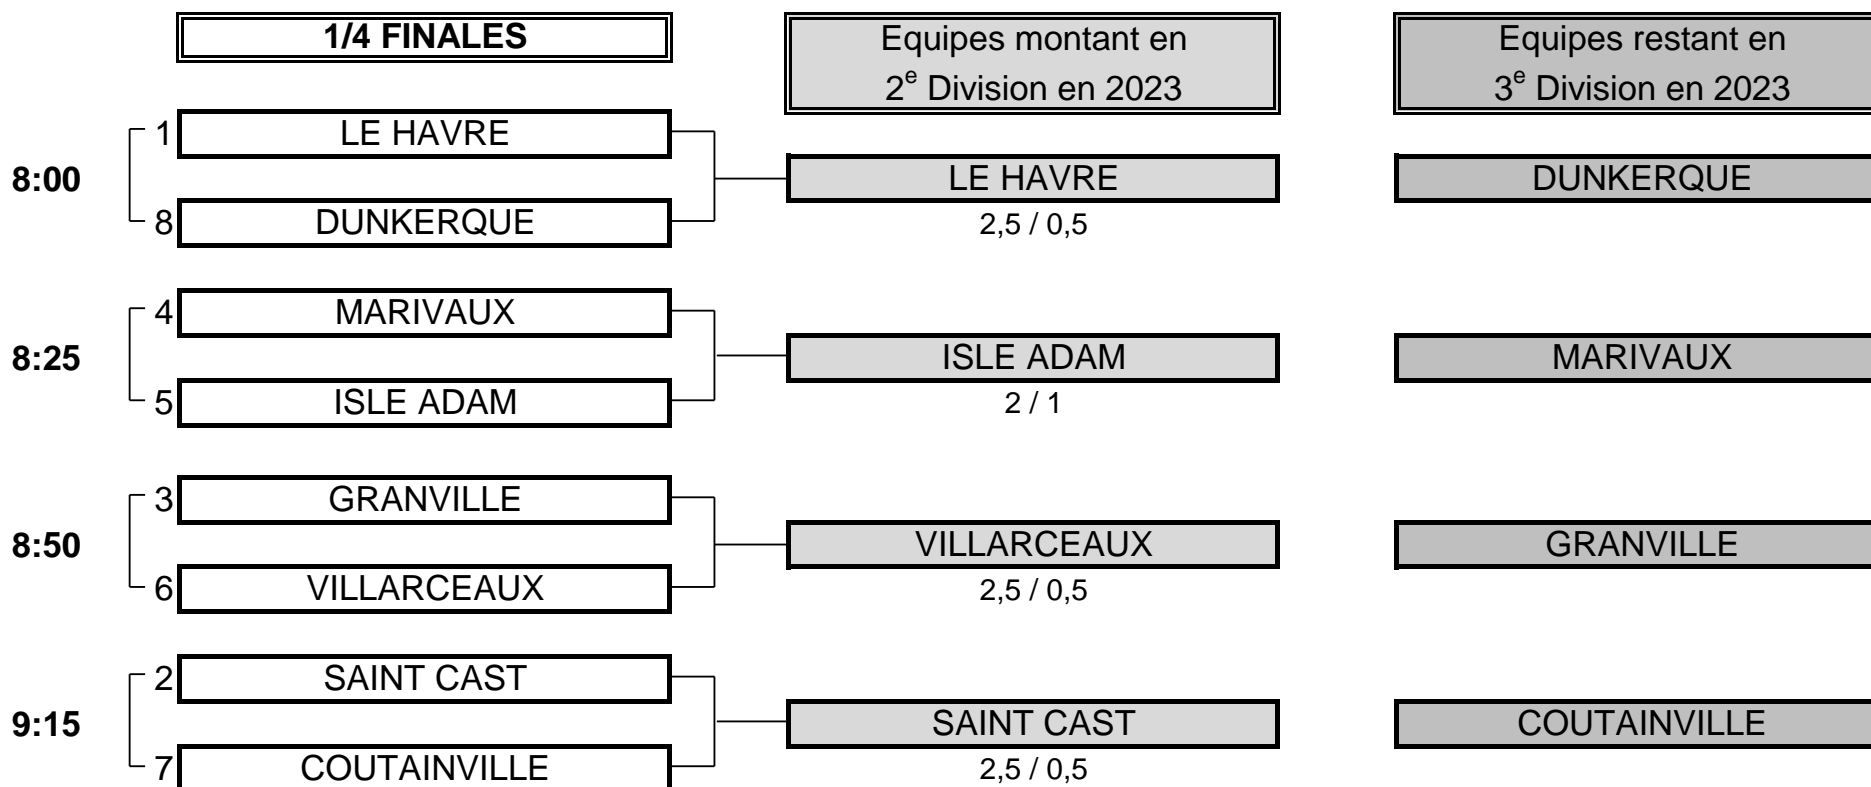 1/4 FINALES
Equipes montant en
2e Division en 2023
Equipes restant en
3e Division en 2023
8:00
1 LE HAVRE
8 DUNKERQUE
LE HAVRE
2,5 / 0,5
DUNKERQUE
8:25
4 MARIVAUX
5 ISLE ADAM
ISLE ADAM
2 / 1
MARIVAUX
8:50
3 GRANVILLE
6 VILLARCEAUX
VILLARCEAUX
2,5 / 0,5
GRANVILLE
9:15
2 SAINT CAST
7 COUTAINVILLE
SAINT CAST
2,5 / 0,5
COUTAINVILLE